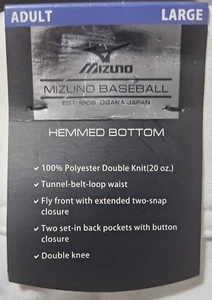 ADULT LARGE
MIZUNO
MIZUNO BASEBALL
EST. 1906 OSAKA JAPAN
HEMMED BOTTOM
✓ 100% Polyester Double Knit(20 oz.)
✓ Tunnel-belt-loop waist
✓ Fly front with extended two-snap
closure
✓ Two set-in back pockets with button
closure
✓ Double knee